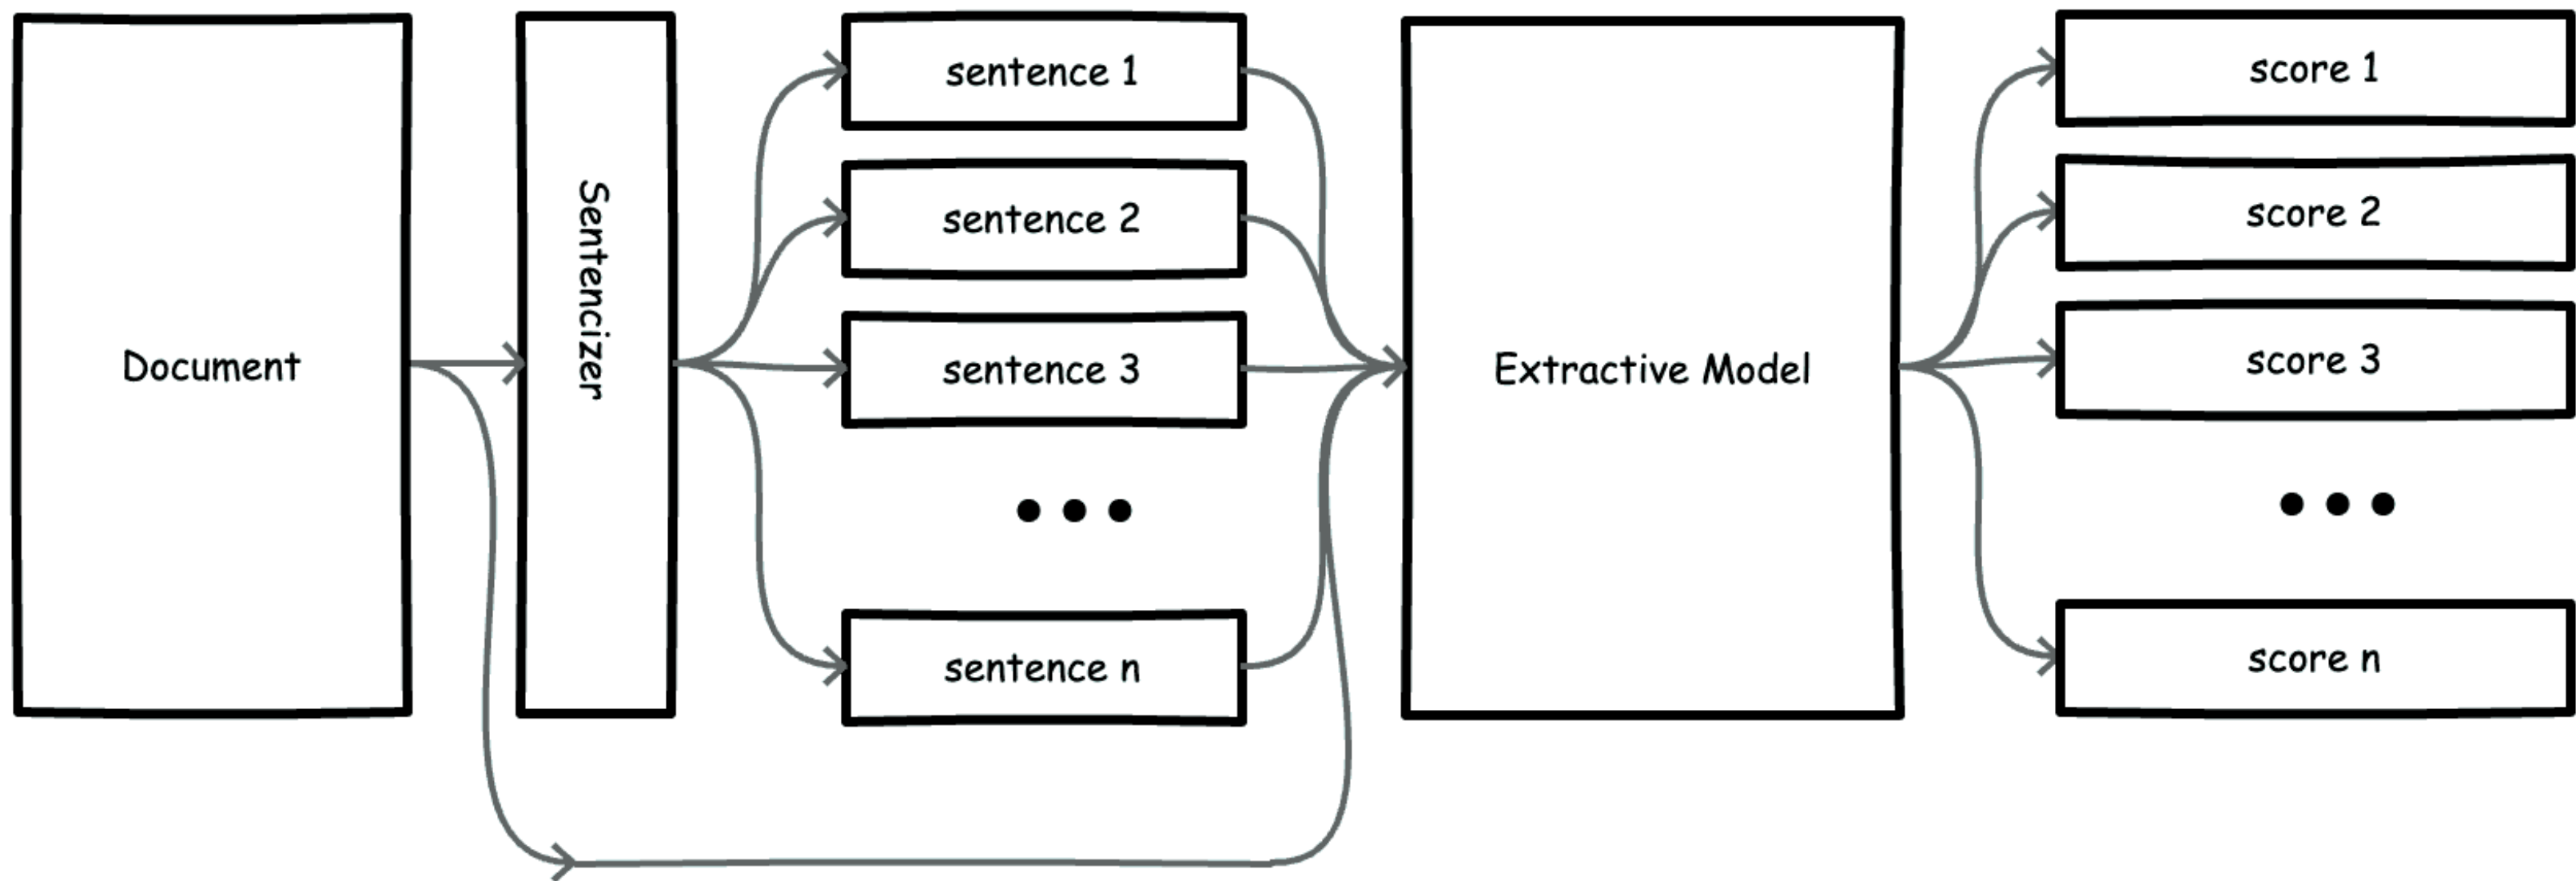 Document
Sentencizer
sentence 1
sentence 2
sentence 3
• • •
sentence n
Extractive Model
score 1
score 2
score 3
• • •
score n